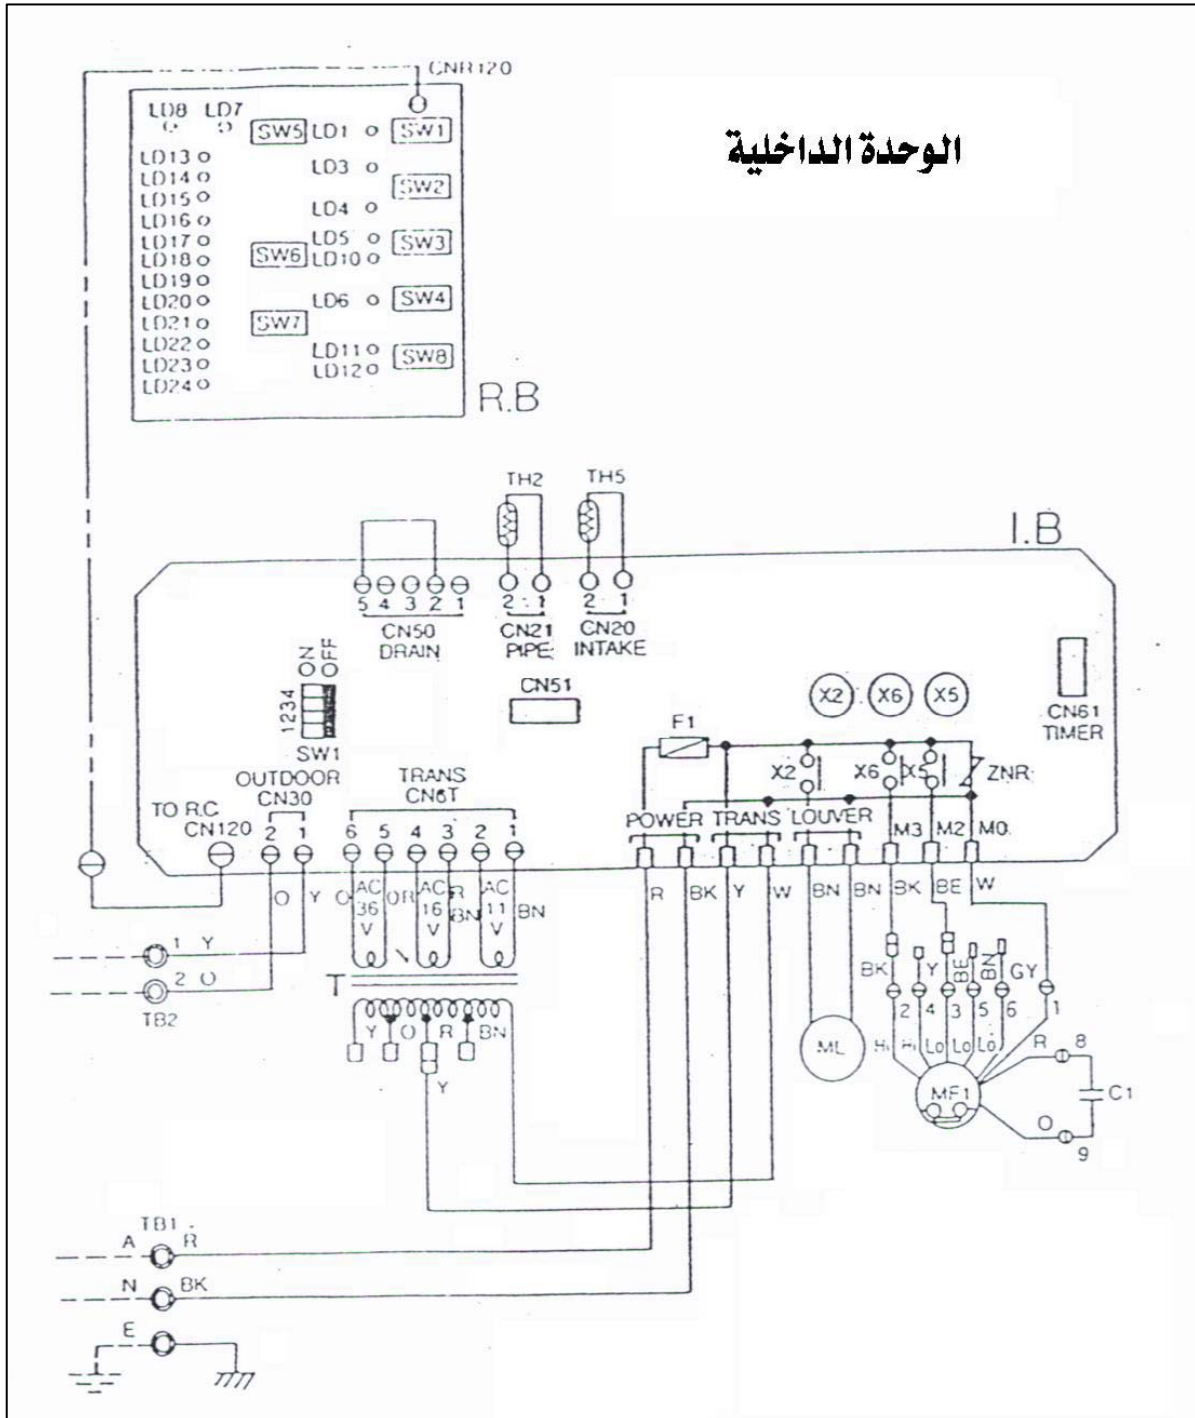 CNR120
الوحدة الداخلية
LD8 LD7
SW5 LD1 SW1
LD13
LD14 LD3
LD15 SW2
LD16 LD4
LD17 LD5 SW3
LD18 SW6 LD10
LD19
LD20 LD6 SW4
LD21 SW7
LD22 LD11 SW8
LD23 LD12
LD24
R.B
TH2 TH5
I.B
5 4 3 2 1 2 1 2 1
CN50 CN21 CN20
DRAIN PIPE INTAKE
ON
OFF
1234
SW1
CN51
X2 X6 X5
CN61
TIMER
F1
X2 X6 X5 ZNR
OUTDOOR TRANS
CN30 CN6T
TO R.C
CN120
2 1 6 5 4 3 2 1
POWER TRANS LOUVER M3 M2 M0
O Y O AC 36 V OR AC 16 V R BN AC 11 V BN
R BK Y W BN BN BK BE W
1 Y
2 O
TB2
T
Y O R BN
Y
BK Y BE BN GY
2 4 3 5 6 1
ML
Hi Hi Lo Lo Lo R 8
MF1
C1
O 9
TB1
A R
N BK
E